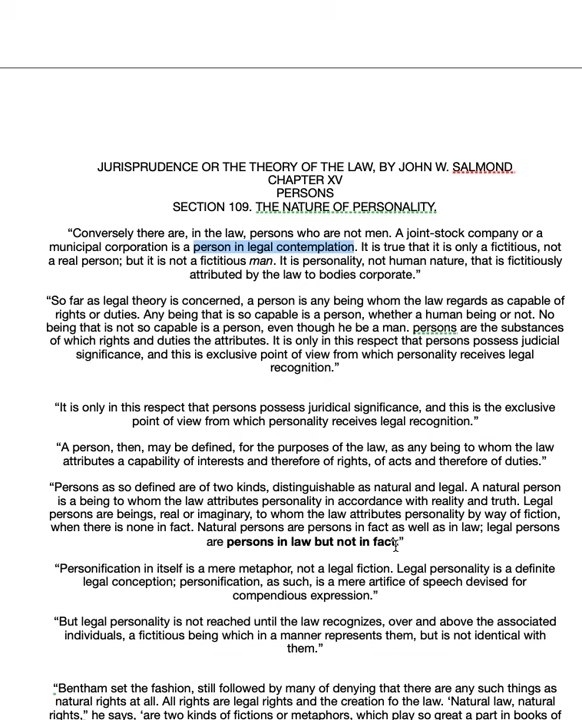 JURISPRUDENCE OR THE THEORY OF THE LAW, BY JOHN W. SALMOND
CHAPTER XV
PERSONS
SECTION 109. THE NATURE OF PERSONALITY.
“Conversely there are, in the law, persons who are not men. A joint-stock company or a
municipal corporation is a person in legal contemplation. It is true that it is only a fictitious, not
a real person; but it is not a fictitious man. It is personality, not human nature, that is fictitiously
attributed by the law to bodies corporate.”
“So far as legal theory is concerned, a person is any being whom the law regards as capable of
rights or duties. Any being that is so capable is a person, whether a human being or not. No
being that is not so capable is a person, even though he be a man. persons are the substances
of which rights and duties the attributes. It is only in this respect that persons possess judicial
significance, and this is exclusive point of view from which personality receives legal
recognition.”
“It is only in this respect that persons possess juridical significance, and this is the exclusive
point of view from which personality receives legal recognition.”
“A person, then, may be defined, for the purposes of the law, as any being to whom the law
attributes a capability of interests and therefore of rights, of acts and therefore of duties.”
“Persons as so defined are of two kinds, distinguishable as natural and legal. A natural person
is a being to whom the law attributes personality in accordance with reality and truth. Legal
persons are beings, real or imaginary, to whom the law attributes personality by way of fiction,
when there is none in fact. Natural persons are persons in fact as well as in law; legal persons
are persons in law but not in fact.”
“Personification in itself is a mere metaphor, not a legal fiction. Legal personality is a definite
legal conception; personification, as such, is a mere artifice of speech devised for
compendious expression.”
“But legal personality is not reached until the law recognizes, over and above the associated
individuals, a fictitious being which in a manner represents them, but is not identical with
them.”
“Bentham set the fashion, still followed by many of denying that there are any such things as
natural rights at all. All rights are legal rights and the creation fo the law. ‘Natural law, natural
rights,” he says, ‘are two kinds of fictions or metaphors, which play so great a part in books of